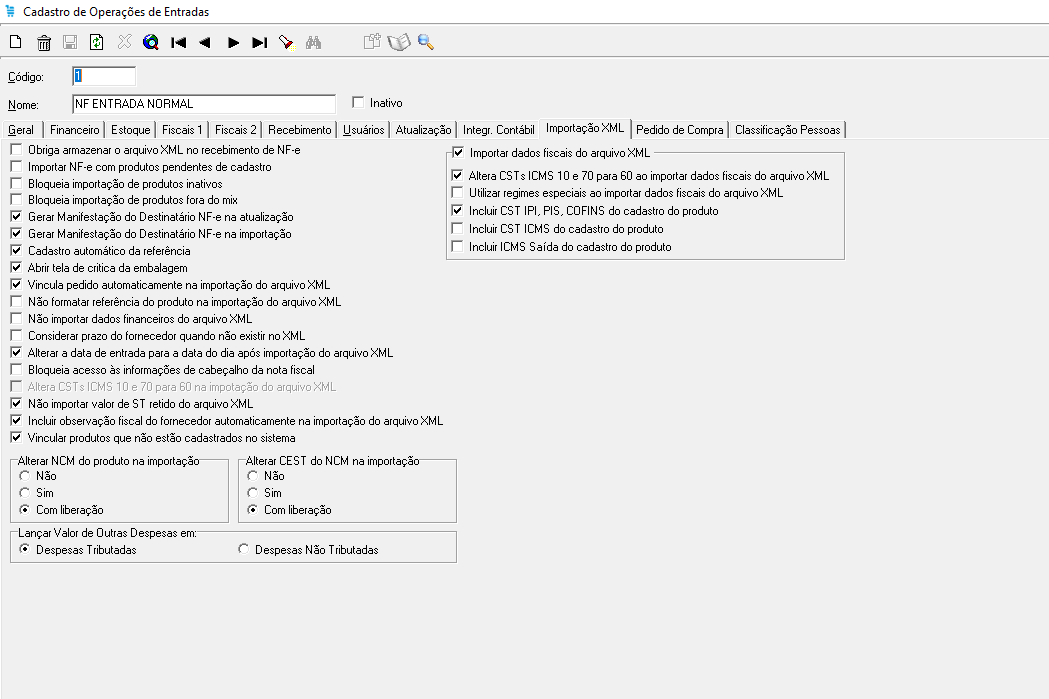 Cadastro de Operações de Entradas
Código: 1
Nome: NF ENTRADA NORMAL Inativo
Geral Financeiro Estoque Fiscais 1 Fiscais 2 Recebimento Usuários Atualização Integr. Contábil Importação XML Pedido de Compra Classificação Pessoas
Obriga armazenar o arquivo XML no recebimento de NF-e
Importar NF-e com produtos pendentes de cadastro
Bloqueia importação de produtos inativos
Bloqueia importação de produtos fora do mix
Gerar Manifestação do Destinatário NF-e na atualização
Gerar Manifestação do Destinatário NF-e na importação
Cadastro automático da referência
Abrir tela de critica da embalagem
Vincula pedido automaticamente na importação do arquivo XML
Não formatar referência do produto na importação do arquivo XML
Não importar dados financeiros do arquivo XML
Considerar prazo do fornecedor quando não existir no XML
Alterar a data de entrada para a data do dia após importação do arquivo XML
Bloqueia acesso às informações de cabeçalho da nota fiscal
Altera CSTs ICMS 10 e 70 para 60 na impotação do arquivo XML
Não importar valor de ST retido do arquivo XML
Incluir observação fiscal do fornecedor automaticamente na importação do arquivo XML
Vincular produtos que não estão cadastrados no sistema
Importar dados fiscais do arquivo XML
Altera CSTs ICMS 10 e 70 para 60 ao importar dados fiscais do arquivo XML
Utilizar regimes especiais ao importar dados fiscais do arquivo XML
Incluir CST IPI, PIS, COFINS do cadastro do produto
Incluir CST ICMS do cadastro do produto
Incluir ICMS Saída do cadastro do produto
Alterar NCM do produto na importação
Não
Sim
Com liberação
Alterar CEST do NCM na importação
Não
Sim
Com liberação
Lançar Valor de Outras Despesas em:
Despesas Tributadas Despesas Não Tributadas